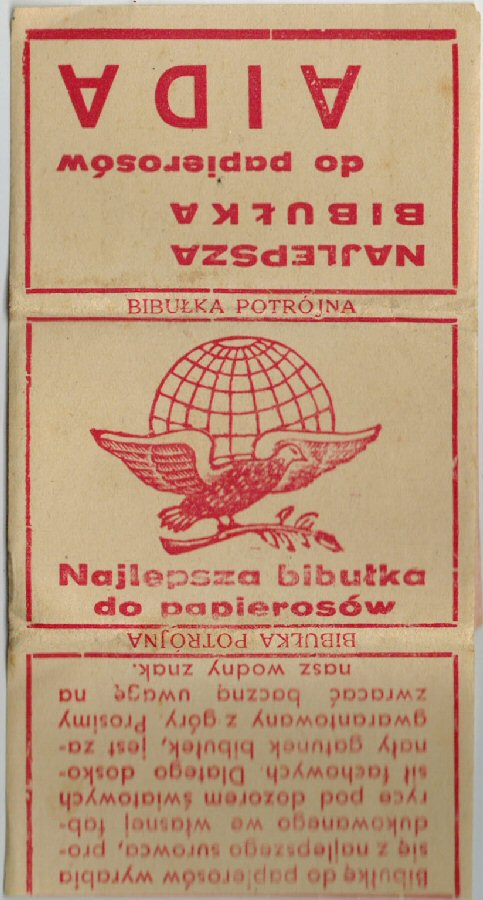 NAJLEPSZA
BIBUŁKA
do papierosów
AIDA
BIBUŁKA POTRÓJNA
Najlepsza bibułka
do papierosów
BIBUŁKA POTRÓJNA
Bibułkę do papierosów wyrabia
się z najlepszego surowca, pro-
dukowanego we własnej fab-
ryce pod dozorem światowych
sił fachowych. Dlatego dosko-
nały gatunek bibułek, jest za-
gwarantowany z góry. Prosimy
zwracać baczną uwagę na
nasz wodny znak.